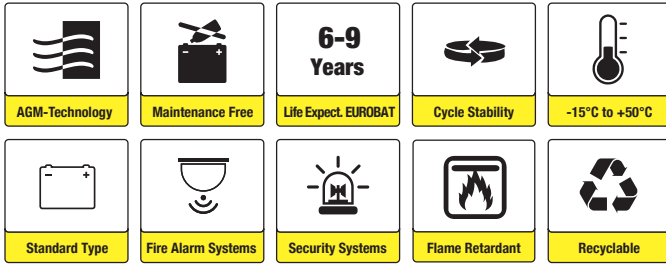 6-9
Years
AGM-Technology
Maintenance Free
Life Expect. EUROBAT
Cycle Stability
-15°C to +50°C
Standard Type
Fire Alarm Systems
Security Systems
Flame Retardant
Recyclable